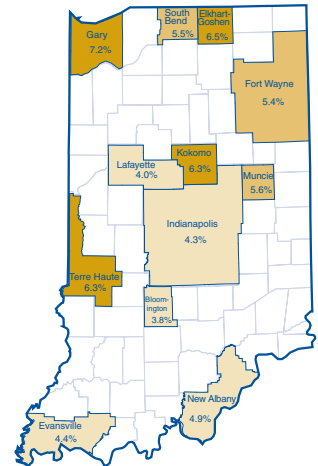 South
Bend
5.5%
Elkhart-
Goshen
6.5%
Gary
7.2%
Fort Wayne
5.4%
Lafayette
4.0%
Kokomo
6.3%
Muncie
5.6%
Indianapolis
4.3%
Terre Haute
6.3%
Bloom-
ington
3.8%
New Albany
4.9%
Evansville
4.4%